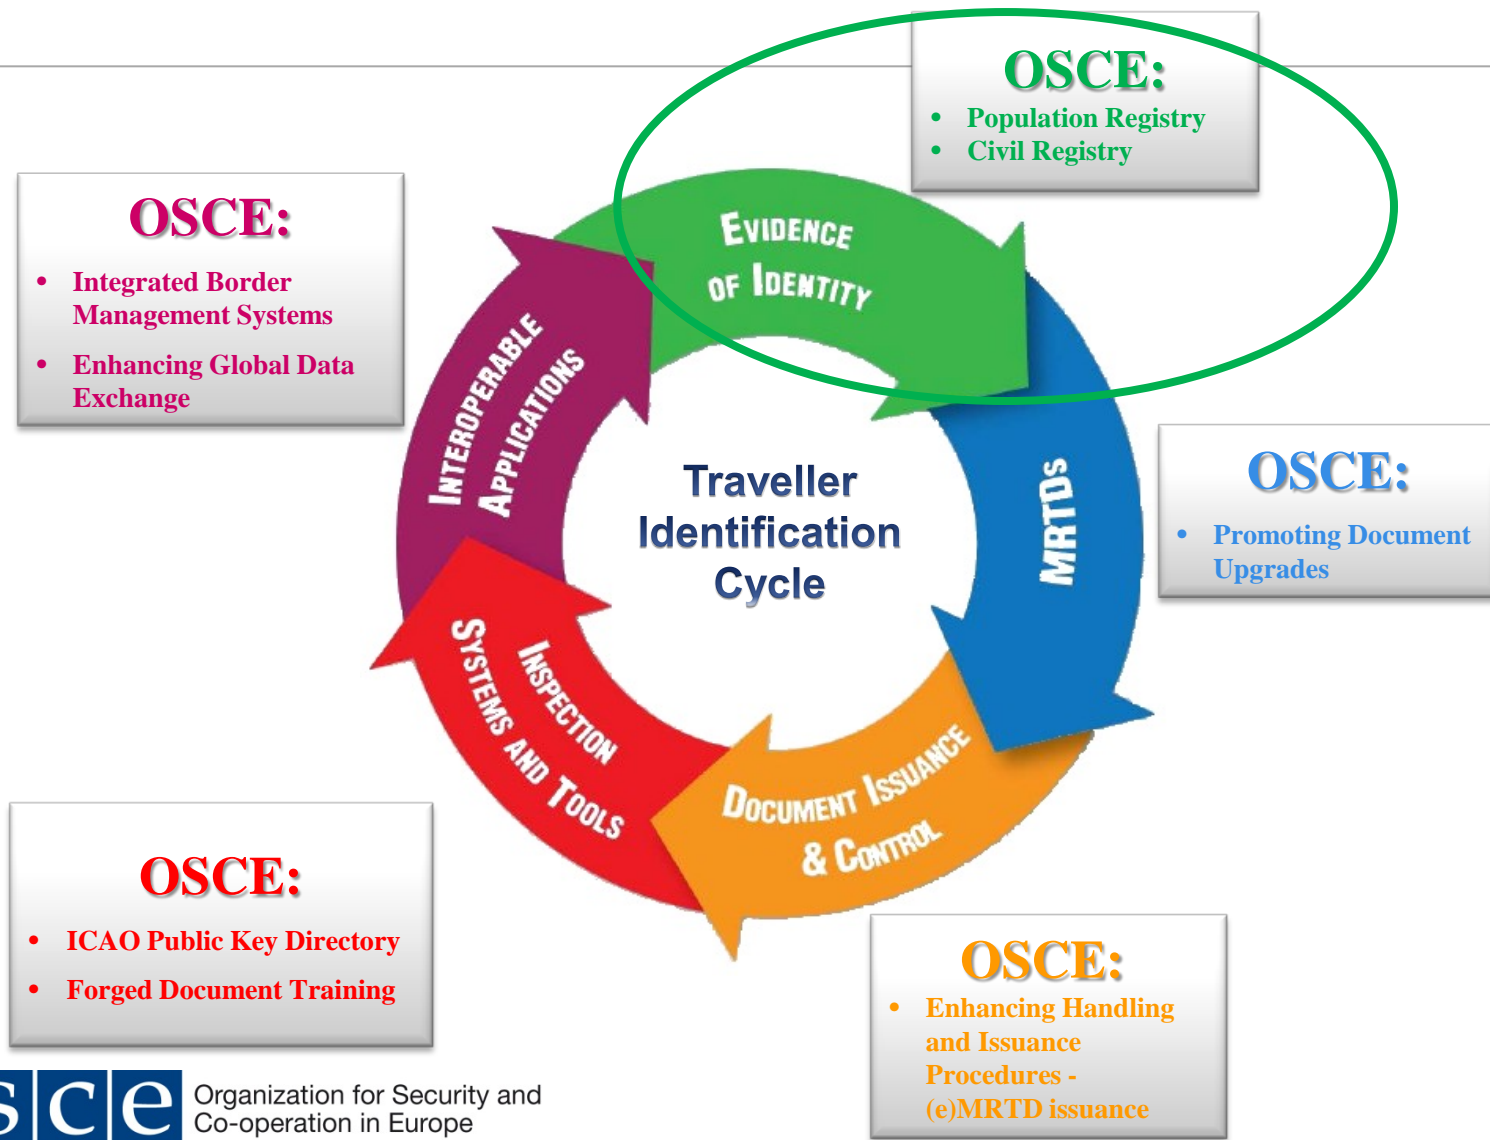 OSCE:
• Population Registry
• Civil Registry
OSCE:
• Integrated Border
Management Systems
• Enhancing Global Data
Exchange
EVIDENCE
OF IDENTITY
INTEROPERABLE
APPLICATIONS
Traveller
Identification
Cycle
MRTDS
OSCE:
• Promoting Document
Upgrades
INSPECTION
SYSTEMS AND TOOLS
DOCUMENT ISSUANCE
& CONTROL
OSCE:
• ICAO Public Key Directory
• Forged Document Training
OSCE:
• Enhancing Handling
and Issuance
Procedures -
(e)MRTD issuance
sce
Organization for Security and
Co-operation in Europe